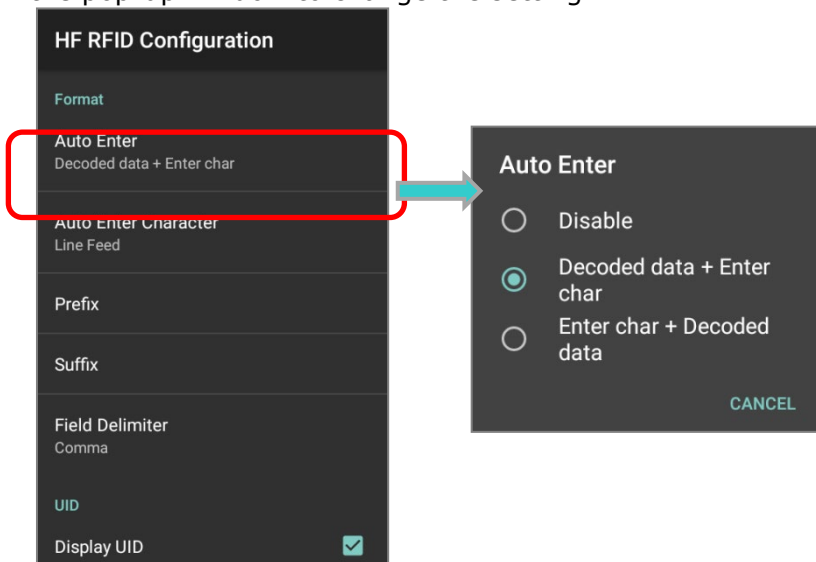 HF RFID Configuration
Format
Auto Enter
Decoded data + Enter char
Auto Enter Character
Line Feed
Prefix
Suffix
Field Delimiter
Comma
UID
Display UID
Auto Enter
Disable
Decoded data + Enter
char
Enter char + Decoded
data
CANCEL